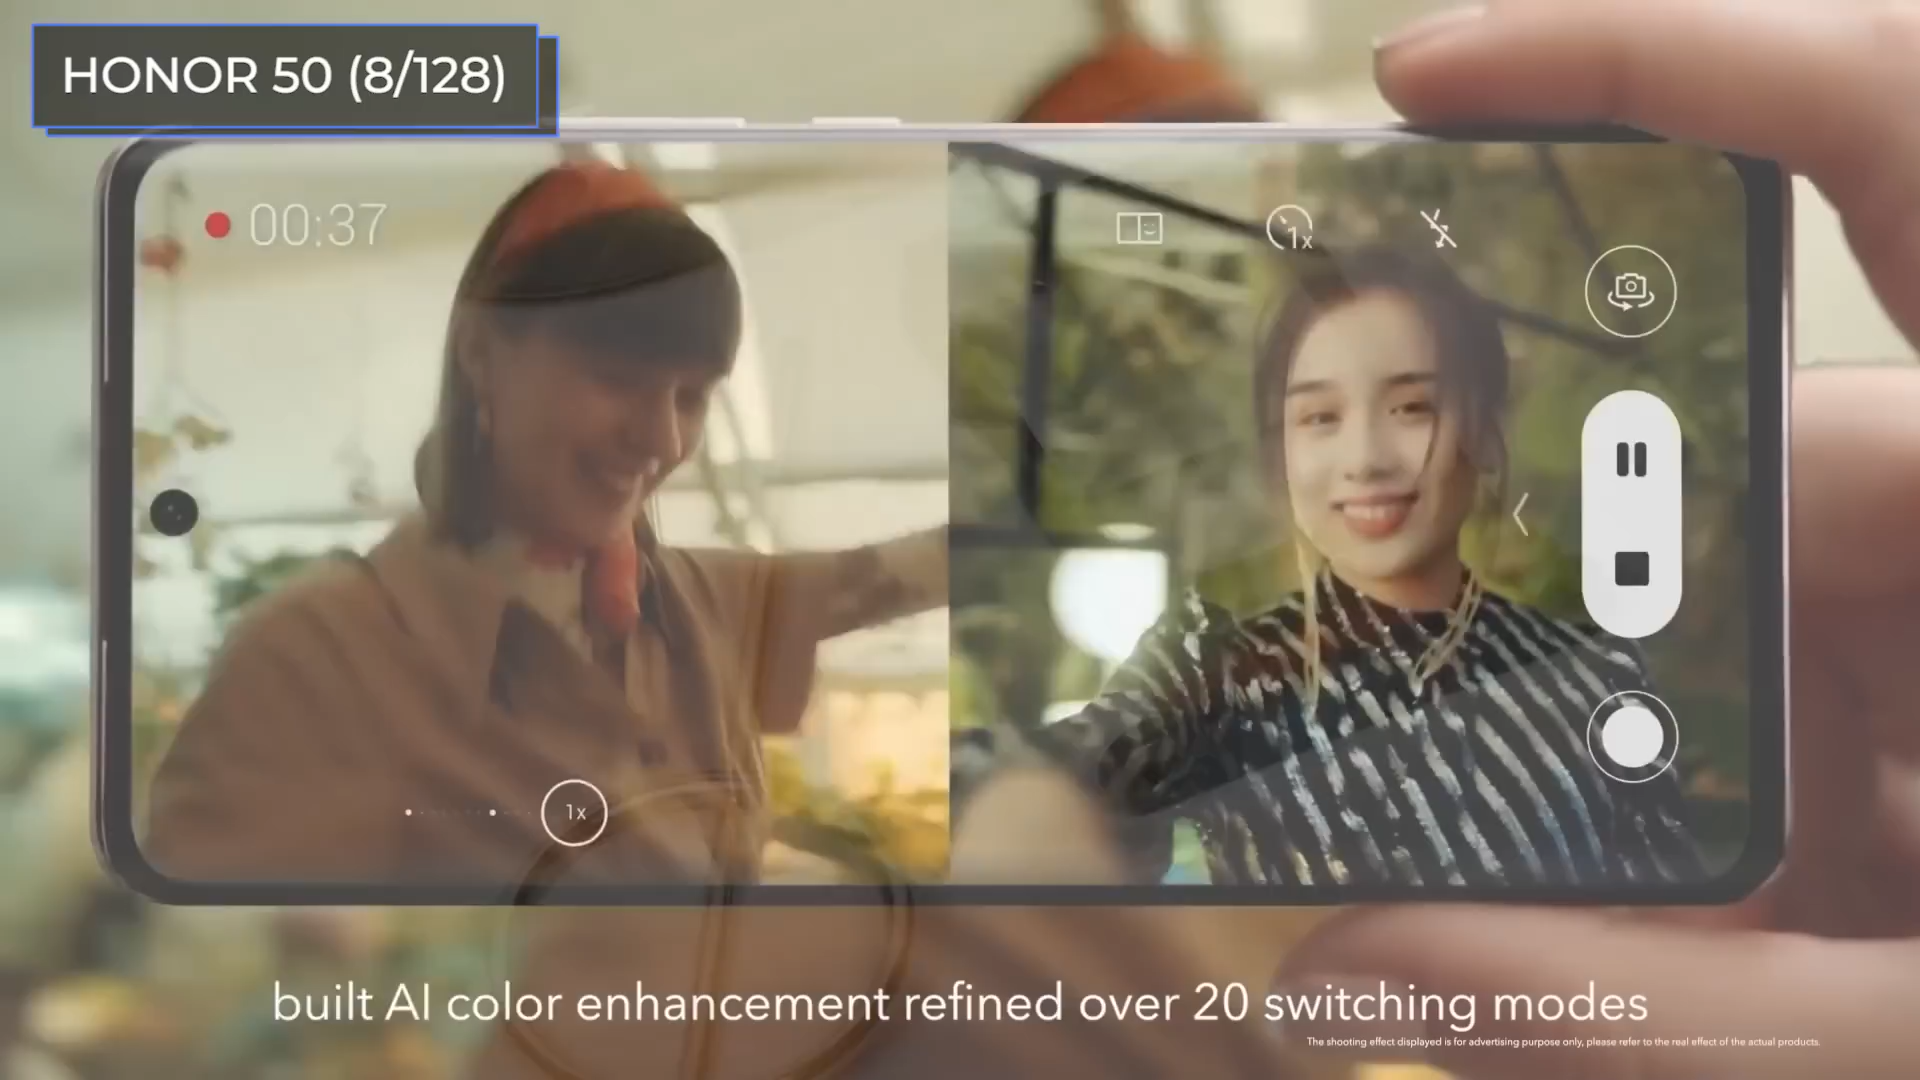 HONOR 50 (8/128)
00:37
1x
1x
built AI color enhancement refined over 20 switching modes
The shooting effect displayed is for advertising purpose only, please refer to the real effect of the actual products.